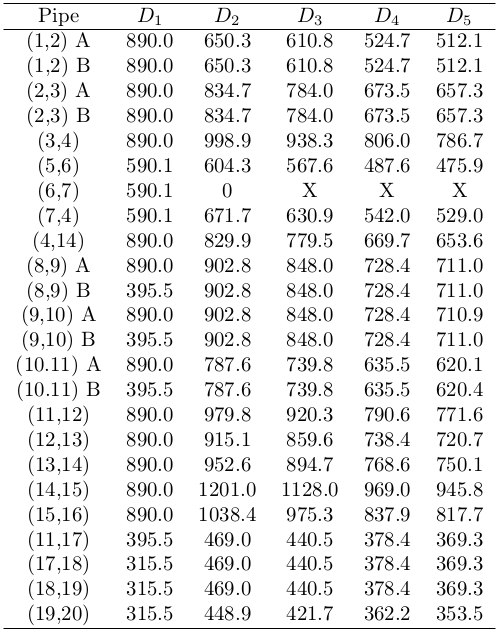 Pipe D1 D2 D3 D4 D5
(1,2) A 890.0 650.3 610.8 524.7 512.1
(1,2) B 890.0 650.3 610.8 524.7 512.1
(2,3) A 890.0 834.7 784.0 673.5 657.3
(2,3) B 890.0 834.7 784.0 673.5 657.3
(3,4) 890.0 998.9 938.3 806.0 786.7
(5,6) 590.1 604.3 567.6 487.6 475.9
(6,7) 590.1 0 X X X
(7,4) 590.1 671.7 630.9 542.0 529.0
(4,14) 890.0 829.9 779.5 669.7 653.6
(8,9) A 890.0 902.8 848.0 728.4 711.0
(8,9) B 395.5 902.8 848.0 728.4 711.0
(9,10) A 890.0 902.8 848.0 728.4 710.9
(9,10) B 395.5 902.8 848.0 728.4 711.0
(10.11) A 890.0 787.6 739.8 635.5 620.1
(10.11) B 395.5 787.6 739.8 635.5 620.4
(11,12) 890.0 979.8 920.3 790.6 771.6
(12,13) 890.0 915.1 859.6 738.4 720.7
(13,14) 890.0 952.6 894.7 768.6 750.1
(14,15) 890.0 1201.0 1128.0 969.0 945.8
(15,16) 890.0 1038.4 975.3 837.9 817.7
(11,17) 395.5 469.0 440.5 378.4 369.3
(17,18) 315.5 469.0 440.5 378.4 369.3
(18,19) 315.5 469.0 440.5 378.4 369.3
(19,20) 315.5 448.9 421.7 362.2 353.5